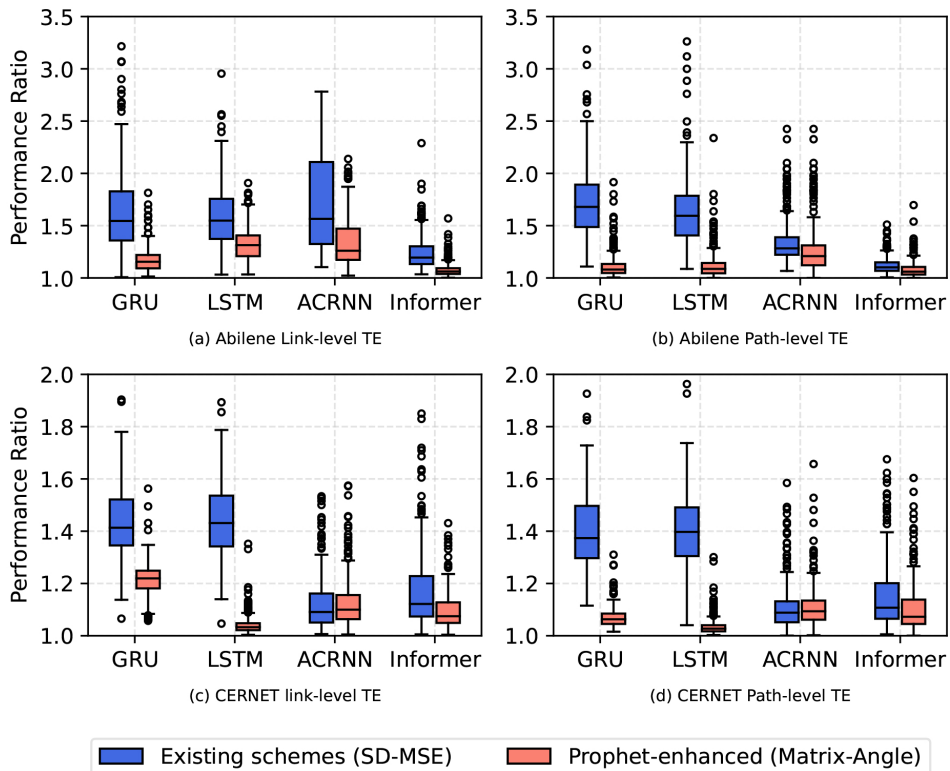 3.5
3.0
2.5
2.0
1.5
1.0
Performance Ratio
GRU LSTM ACRNN Informer
(a) Abilene Link-level TE
3.5
3.0
2.5
2.0
1.5
1.0
GRU LSTM ACRNN Informer
(b) Abilene Path-level TE
2.0
1.8
1.6
1.4
1.2
1.0
Performance Ratio
GRU LSTM ACRNN Informer
(c) CERNET link-level TE
2.0
1.8
1.6
1.4
1.2
1.0
GRU LSTM ACRNN Informer
(d) CERNET Path-level TE
Existing schemes (SD-MSE) Prophet-enhanced (Matrix-Angle)